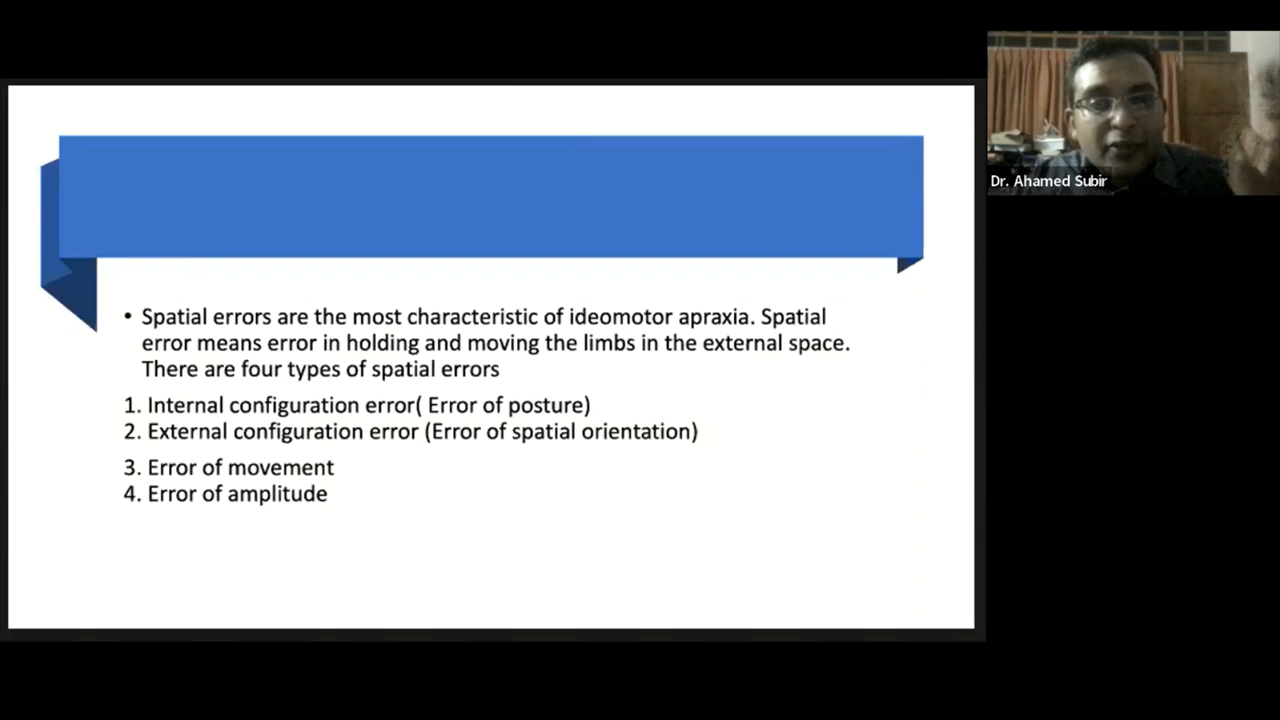 • Spatial errors are the most characteristic of ideomotor apraxia. Spatial
error means error in holding and moving the limbs in the external space.
There are four types of spatial errors
1. Internal configuration error( Error of posture)
2. External configuration error (Error of spatial orientation)
3. Error of movement
4. Error of amplitude
Dr. Ahamed Subir